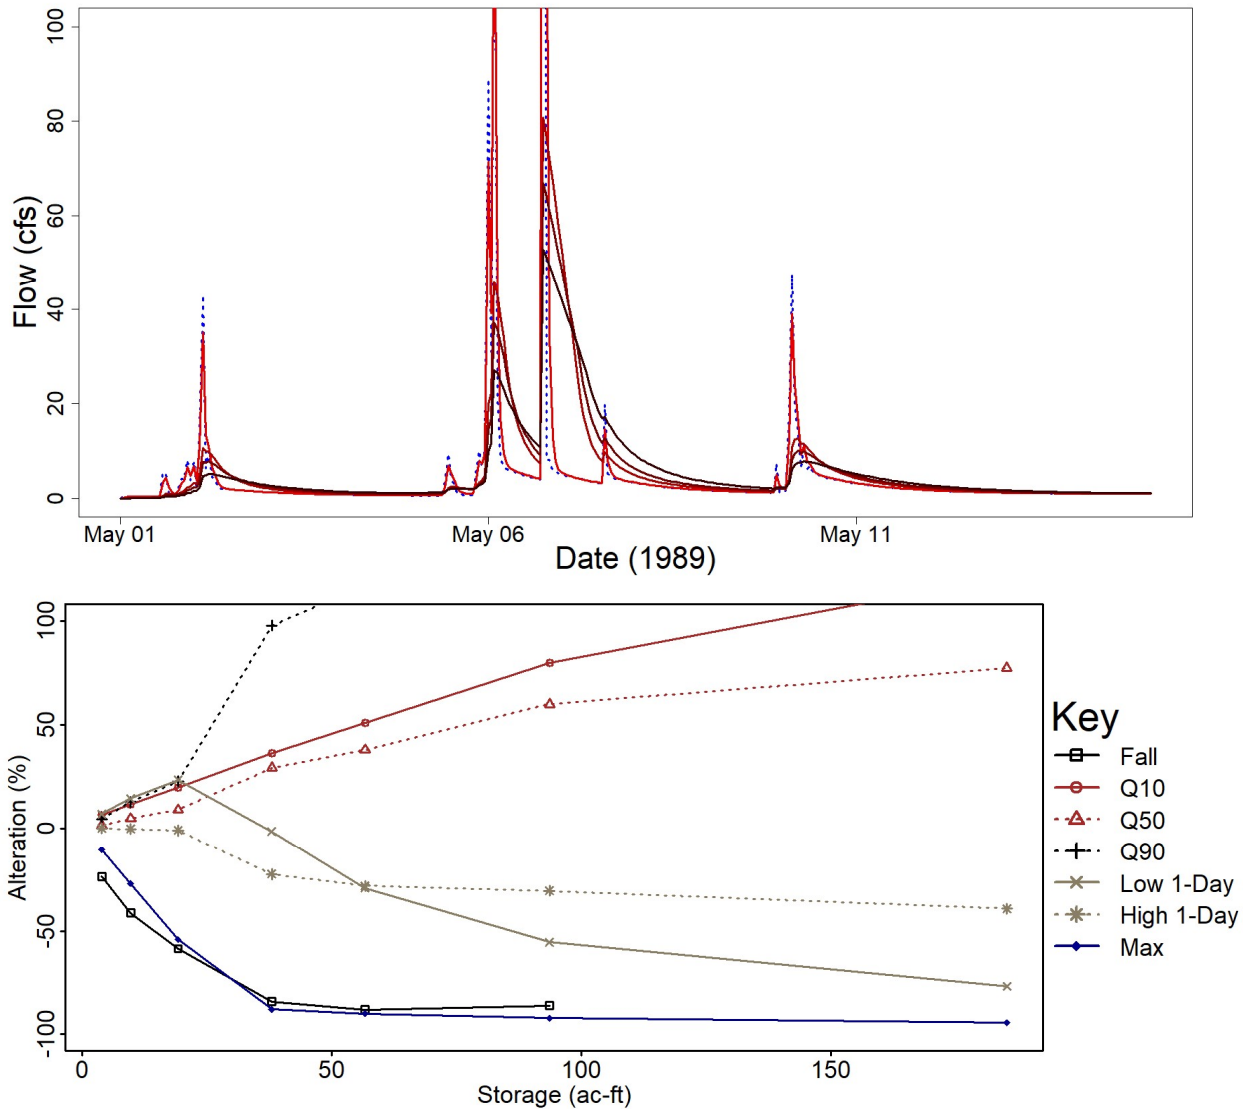 100
80
60
40
20
0
Flow (cfs)
May 01
May 06
May 11
Date (1989)
100
50
0
-50
-100
Alteration (%)
0
50
100
150
Storage (ac-ft)
Key
Fall
Q10
Q50
Q90
Low 1-Day
High 1-Day
Max